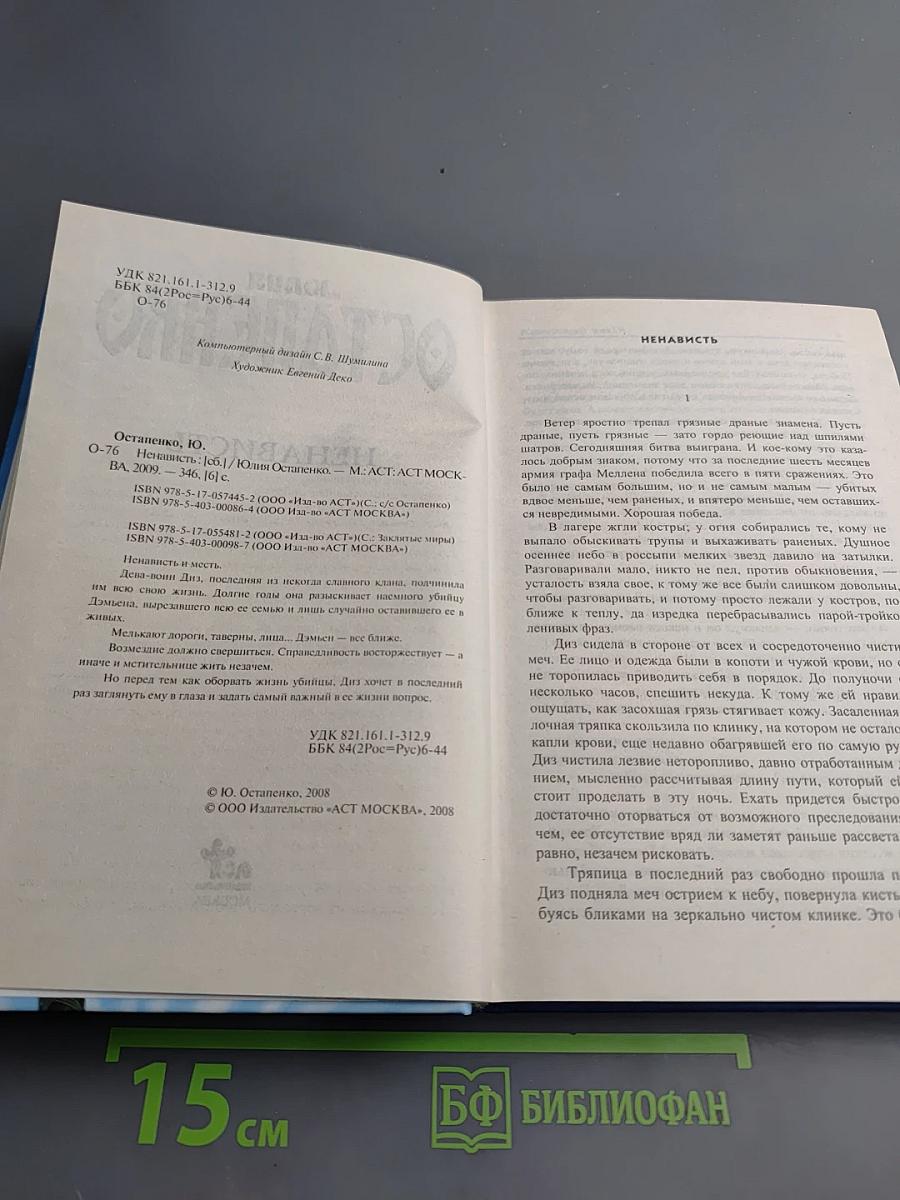 УДК 821.161.1-312.9
ББК 84(2Рос=Рус)6-44
О-76
Компьютерный дизайн С.В. Шумилина
Художник Евгений Деко
Остапенко, Ю.
О-76 Ненависть : [сб.] / Юлия Остапенко. — М.: АСТ: АСТ МОСК-
ВА, 2009. — 346, [6] с.
ISBN 978-5-17-057445-2 (ООО «Изд-во АСТ»)(С.: с/с Остапенко)
ISBN 978-5-403-00086-4 (ООО Изд-во «АСТ МОСКВА»)
ISBN 978-5-17-055481-2 (ООО «Изд-во АСТ»)(С.: Заклятые миры)
ISBN 978-5-403-00098-7 (ООО Изд-во «АСТ МОСКВА»)
Ненависть и месть.
Дева-воин Диз, последняя из некогда славного клана, подчинила
им всю свою жизнь. Долгие годы она разыскивает наемного убийцу
Дэмьена, вырезавшего всю ее семью и лишь случайно оставившего ее в
живых.
Мелькают дороги, таверны, лица... Дэмьен — все ближе.
Возмездие должно свершиться. Справедливость восторжествует — а
иначе и мстительнице жить незачем.
Но перед тем как оборвать жизнь убийцы, Диз хочет в последний
раз заглянуть ему в глаза и задать самый важный в ее жизни вопрос.
УДК 821.161.1-312.9
ББК 84(2Рос=Рус)6-44
© Ю. Остапенко, 2008
© ООО Издательство «АСТ МОСКВА», 2008
НЕНАВИСТЬ
1
Ветер яростно трепал грязные драные знамена. Пусть
драные, пусть грязные — зато гордо реющие над шпилями
шатров. Сегодняшняя битва выиграна. И кое-кому это каза-
лось добрым знаком, потому что за последние шесть месяцев
армия графа Меллена победила всего в пяти сражениях. Это
было не самым большим, но и не самым малым — убитых
вдвое меньше, чем раненых, и впятеро меньше, чем оставших-
ся невредимыми. Хорошая победа.
В лагере жгли костры; у огня собирались те, кому не
выпало обыскивать трупы и выхаживать раненых. Душное
осеннее небо в россыпи мелких звезд давило на затылки.
Разговаривали мало, никто не пел, против обыкновения, —
усталость взяла свое, к тому же все были слишком довольны,
чтобы разговаривать, и потому просто лежали у костров, по
ближе к теплу, да изредка перебрасывались парой-тройко
ленивых фраз.
Диз сидела в стороне от всех и сосредоточенно чисти
меч. Ее лицо и одежда были в копоти и чужой крови, но о
не торопилась приводить себя в порядок. До полуночи е
несколько часов, спешить некуда. К тому же ей нрави
ощущать, как засохшая грязь стягивает кожу. Засаленная
лочная тряпка скользила по клинку, на котором не остало
капли крови, еще недавно обагрявшей его по самую ру
Диз чистила лезвие неторопливо, давно отработанным д
нием, мысленно рассчитывая длину пути, который ей
стоит проделать в эту ночь. Ехать придется быстро
достаточно оторваться от возможного преследования
чем, ее отсутствие вряд ли заметят раньше рассвета
равно, незачем рисковать.
Тряпица в последний раз свободно прошла п
Диз подняла меч острием к небу, повернула кисть
буясь бликами на зеркально чистом клинке. Это
15 см
БФ БИБЛИОФАН